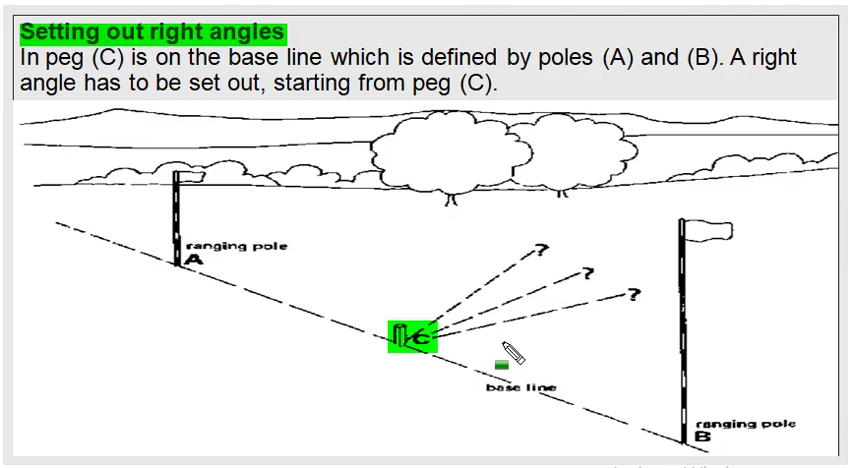 Setting out right angles
In peg (C) is on the base line which is defined by poles (A) and (B). A right
angle has to be set out, starting from peg (C).
ranging pole
A
?
?
?
C
base line
ranging pole
B